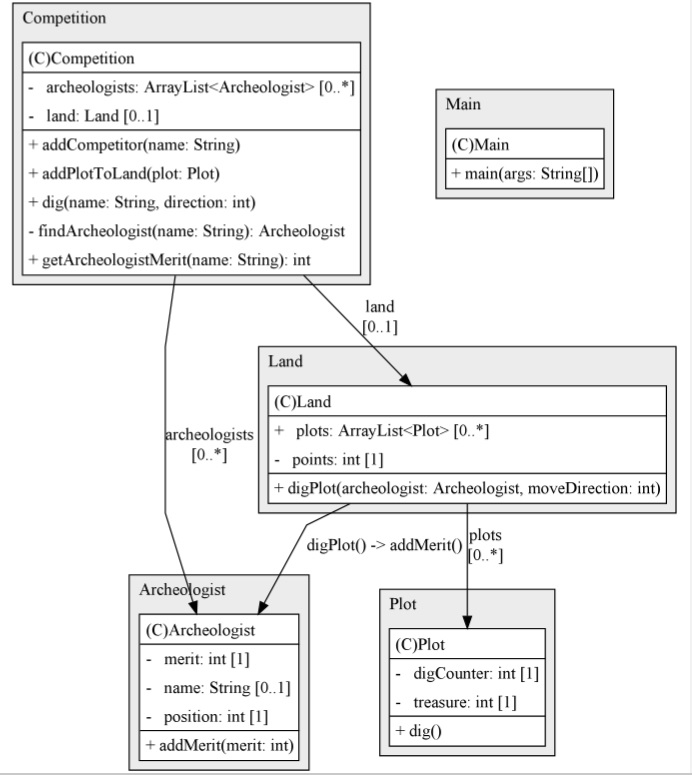 Competition
(C)Competition
- archeologists: ArrayList<Archeologist> [0..*]
- land: Land [0..1]
+ addCompetitor(name: String)
+ addPlotToLand(plot: Plot)
+ dig(name: String, direction: int)
- findArcheologist(name: String): Archeologist
+ getArcheologistMerit(name: String): int
Main
(C)Main
+ main(args: String[])
land
[0..1]
Land
(C)Land
+ plots: ArrayList<Plot> [0..*]
- points: int [1]
+ digPlot(archeologist: Archeologist, moveDirection: int)
archeologists
[0..*]
digPlot() -> addMerit()
plots
[0..*]
Archeologist
(C)Archeologist
- merit: int [1]
- name: String [0..1]
- position: int [1]
+ addMerit(merit: int)
Plot
(C)Plot
- digCounter: int [1]
- treasure: int [1]
+ dig()